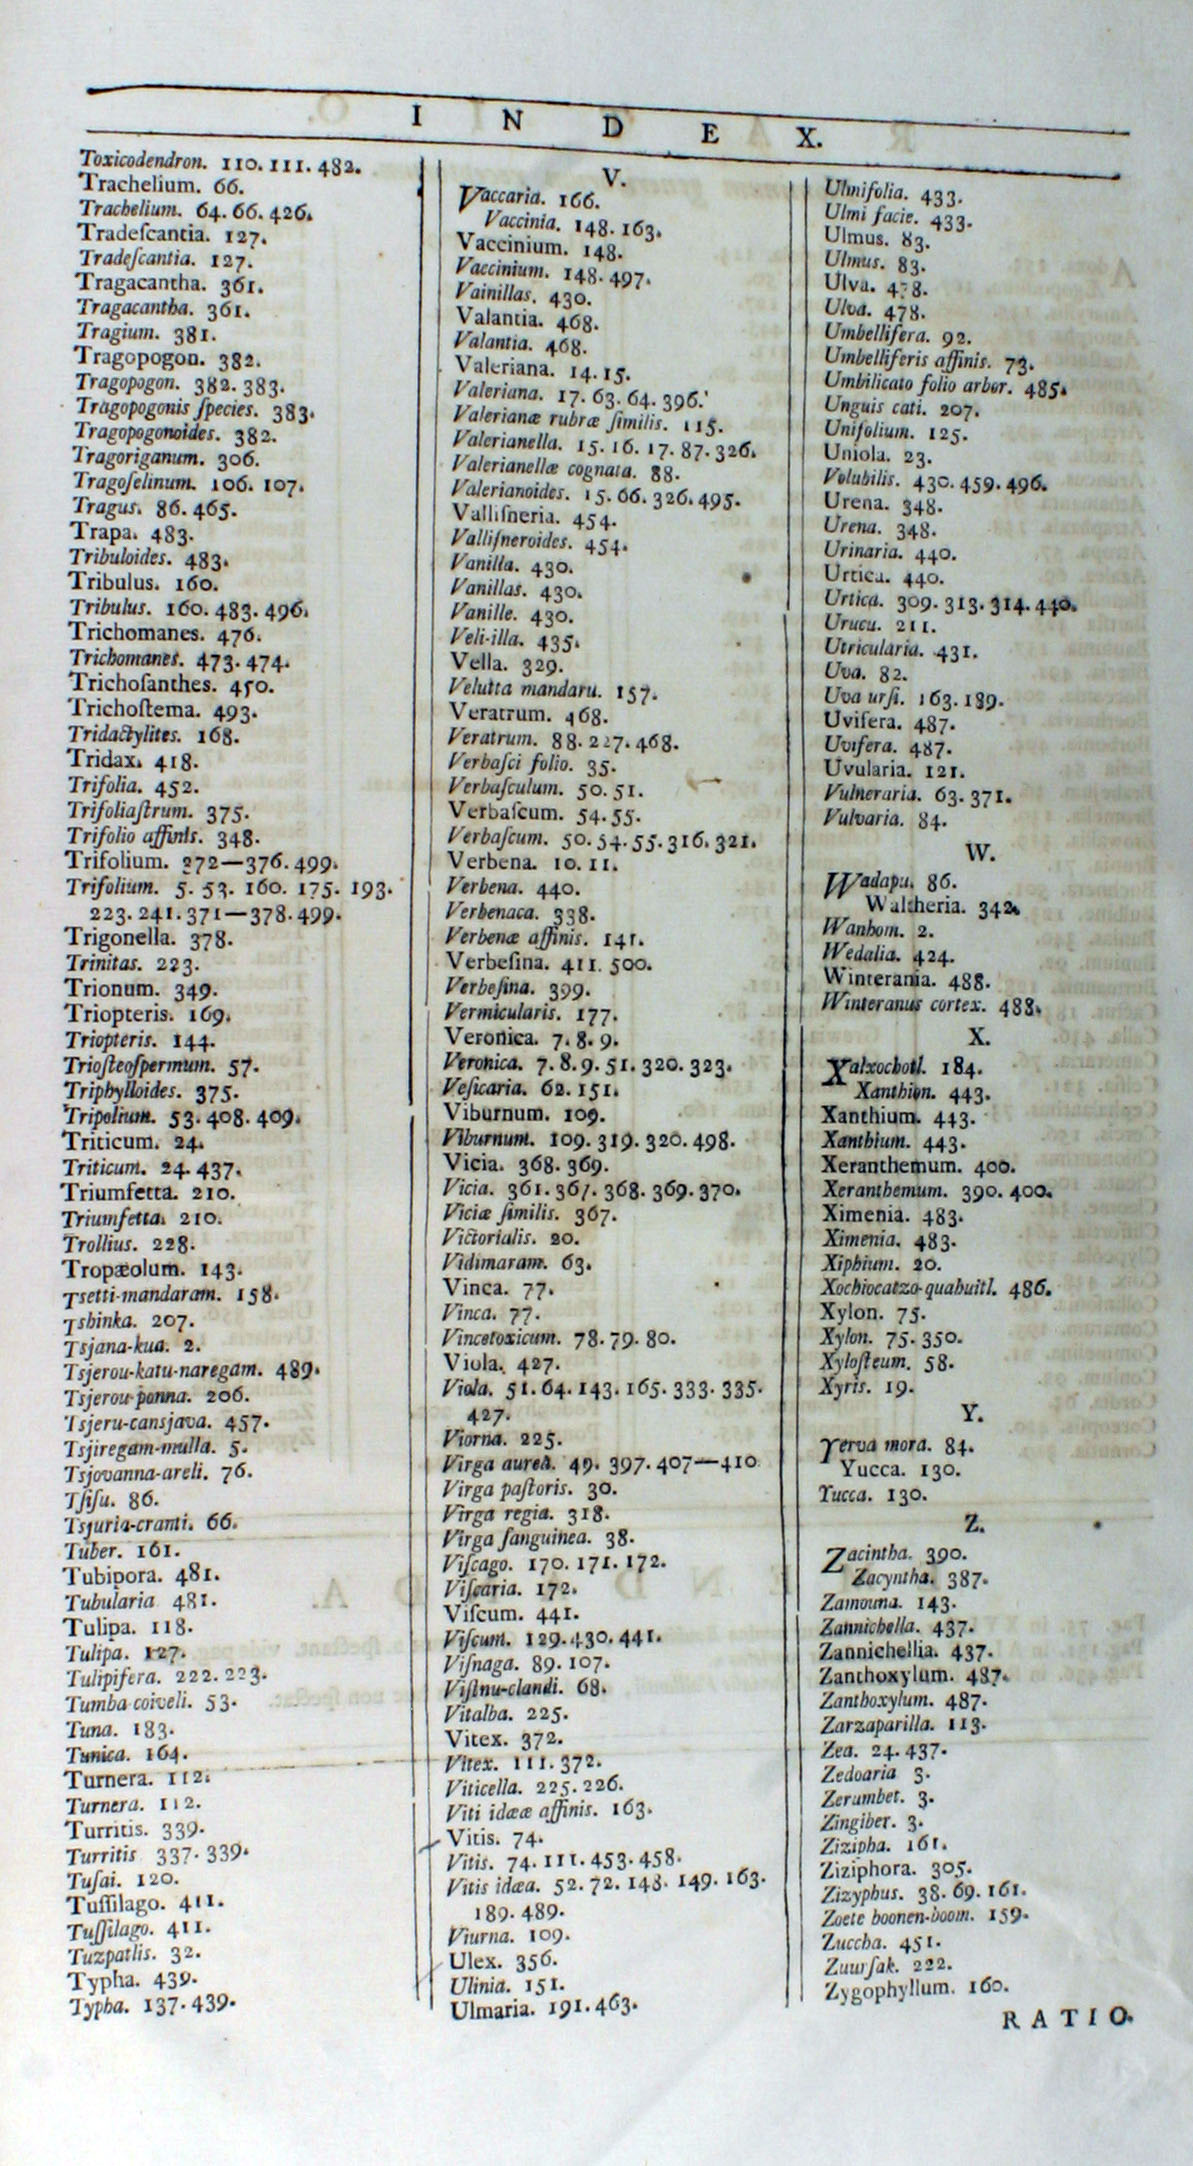 INDEX.
Toxicodendron. 110. 111. 482.
Trachelium. 66.
Trachelium. 64. 66. 426.
Tradeſcantia. 127.
Tradeſcantia. 127.
Tragacantha. 361.
Tragacantha. 361.
Tragium. 381.
Tragopogon. 382.
Tragopogon. 382. 383.
Tragopogonis ſpecies. 383.
Tragopogonoides. 382.
Tragoriganum. 306.
Tragoſelinum. 106. 107.
Tragus. 86. 465.
Trapa. 483.
Tribuloides. 483.
Tribulus. 160.
Tribulus. 160. 483. 496.
Trichomanes. 476.
Trichomanes. 473. 474.
Trichoſanthes. 450.
Trichoſtema. 493.
Tridactylites. 168.
Tridax. 418.
Trifolia. 452.
Trifoliaſtrum. 375.
Trifolio affinis. 348.
Trifolium. 272—376. 499.
Trifolium. 5. 53. 160. 175. 193.
223. 241. 371—378. 499.
Trigonella. 378.
Trinitas. 223.
Trionum. 349.
Triopteris. 169.
Triopteris. 144.
Trioſteoſpermum. 57.
Triphylloides. 375.
Tripolium. 53. 408. 409.
Triticum. 24.
Triticum. 24. 437.
Triumfetta. 210.
Triumfetta. 210.
Trollius. 228.
Tropæolum. 143.
Tsetti-mandaram. 158.
Tsbinka. 207.
Tsjana-kua. 2.
Tsjerou-katu-naregam. 489.
Tsjerou-panna. 206.
Tsjeru-cansjava. 457.
Tsjiregam-mulla. 5.
Tsjovanna-areli. 76.
Tſiſu. 86.
Tsjuria-cranti. 66.
Tuber. 161.
Tubipora. 481.
Tubularia 481.
Tulipa. 118.
Tulipa. 127.
Tulipifera. 222. 223.
Tumba coiveli. 53.
Tuna. 183.
Tunica. 164.
Turnera. 112.
Turnera. 112.
Turritis. 339.
Turritis 337. 339.
Tuſai. 120.
Tuſſilago. 411.
Tuſſilago. 411.
Tuzpatlis. 32.
Typha. 439.
Typha. 137. 439.
V.
Vaccaria. 166.
Vaccinia. 148. 163.
Vaccinium. 148.
Vaccinium. 148. 497.
Vainillas. 430.
Valantia. 468.
Valantia. 468.
Valeriana. 14. 15.
Valeriana. 17. 63. 64. 396.
Valerianæ rubræ ſimilis. 115.
Valerianella. 15. 16. 17. 87. 326.
Valerianellæ cognata. 88.
Valerianoides. 15. 66. 326. 495.
Valliſneria. 454.
Valliſneroides. 454.
Vanilla. 430.
Vanillas. 430.
Vanille. 430.
Veli-illa. 435.
Vella. 329.
Velutta mandaru. 157.
Veratrum. 468.
Veratrum. 88. 227. 468.
Verbaſci folio. 35.
Verbaſculum. 50. 51.
Verbaſcum. 54. 55.
Verbaſcum. 50. 54. 55. 316. 321.
Verbena. 10. 11.
Verbena. 440.
Verbenaca. 338.
Verbenæ affinis. 141.
Verbeſina. 411. 500.
Verbeſina. 399.
Vermicularis. 177.
Veronica. 7. 8. 9.
Veronica. 7. 8. 9. 51. 320. 323.
Veſicaria. 62. 151.
Viburnum. 109.
Viburnum. 109. 319. 320. 498.
Vicia. 368. 369.
Vicia. 361. 367. 368. 369. 370.
Viciæ ſimilis. 367.
Victorialis. 20.
Vidimaram. 63.
Vinca. 77.
Vinca. 77.
Vincetoxicum. 78. 79. 80.
Viola. 427.
Viola. 51. 64. 143. 165. 333. 335.
427.
Viorna. 225.
Virga aurea. 49. 397. 407—410
Virga paſtoris. 30.
Virga regia. 318.
Virga ſanguinea. 38.
Viſcago. 170. 171. 172.
Viſcaria. 172.
Viſcum. 441.
Viſcum. 129. 430. 441.
Viſnaga. 89. 107.
Viſtnu-clandi. 68.
Vitalba. 225.
Vitex. 372.
Vitex. 111. 372.
Viticella. 225. 226.
Viti idææ affinis. 163.
Vitis. 74.
Vitis. 74. 111. 453. 458.
Vitis idæa. 52. 72. 148. 149. 163.
189. 489.
Viurna. 109.
Ulex. 356.
Ulinia. 151.
Ulmaria. 191. 463.
Ulmifolia. 433.
Ulmi facie. 433.
Ulmus. 83.
Ulmus. 83.
Ulva. 478.
Ulva. 478.
Umbellifera. 92.
Umbelliferis affinis. 73.
Umbilicato folio arbor. 485.
Unguis cati. 207.
Unifolium. 125.
Uniola. 23.
Volubilis. 430. 459. 496.
Urena. 348.
Urena. 348.
Urinaria. 440.
Urtica. 440.
Urtica. 309. 313. 314. 440.
Urucu. 211.
Utricularia. 431.
Uva. 82.
Uva urſi. 163. 189.
Uvifera. 487.
Uvifera. 487.
Uvularia. 121.
Vulneraria. 63. 371.
Vulvaria. 84.
W.
Wadapu. 86.
Waltheria. 342.
Wanhom. 2.
Wedalia. 424.
Winterania. 488.
Winteranus cortex. 488.
X.
Xalxocbotl. 184.
Xanthion. 443.
Xanthium. 443.
Xanthium. 443.
Xeranthemum. 400.
Xeranthemum. 390. 400.
Ximenia. 483.
Ximenia. 483.
Xiphium. 20.
Xochiocatzo-quahuitl. 486.
Xylon. 75.
Xylon. 75. 350.
Xyloſteum. 58.
Xyris. 19.
Y.
Yerva mora. 84.
Yucca. 130.
Yucca. 130.
Z.
Zacintha. 390.
Zacyntha. 387.
Zamouna. 143.
Zannichella. 437.
Zannichellia. 437.
Zanthoxylum. 487.
Zanthoxylum. 487.
Zarzaparilla. 113.
Zea. 24. 437.
Zedoaria 3.
Zerumbet. 3.
Zingiber. 3.
Zizipha. 161.
Ziziphora. 305.
Zizyphus. 38. 69. 161.
Zoete boonen-boom. 159.
Zuccha. 451.
Zuurſak. 222.
Zygophyllum. 160.
RATIO.